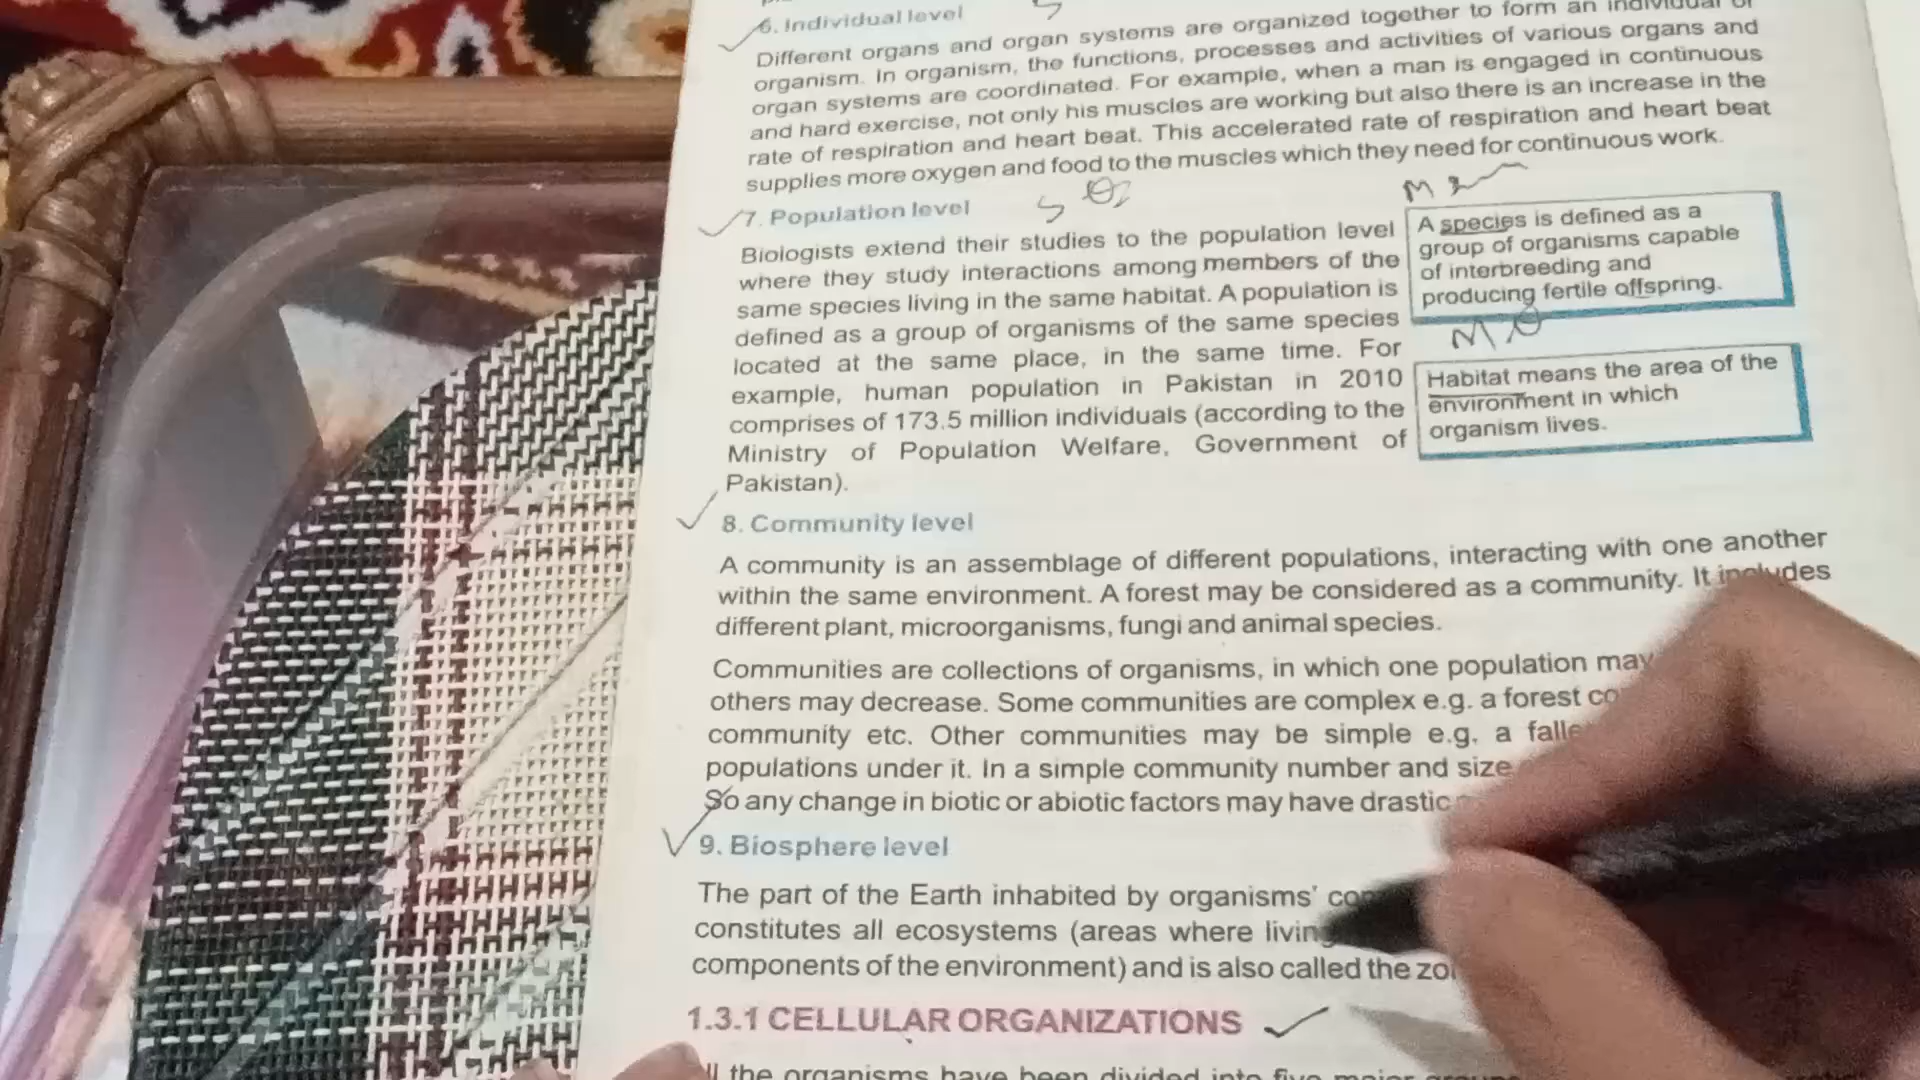 6. Individual level
Different organs and organ systems are organized together to form an individual or
organism. In organism, the functions, processes and activities of various organs and
organ systems are coordinated. For example, when a man is engaged in continuous
and hard exercise, not only his muscles are working but also there is an increase in the
rate of respiration and heart beat. This accelerated rate of respiration and heart beat
supplies more oxygen and food to the muscles which they need for continuous work.
7. Population level
Biologists extend their studies to the population level
where they study interactions among members of the
same species living in the same habitat. A population is
defined as a group of organisms of the same species
located at the same place, in the same time. For
example, human population in Pakistan in 2010
comprises of 173.5 million individuals (according to the
Ministry of Population Welfare, Government of
Pakistan).
A species is defined as a
group of organisms capable
of interbreeding and
producing fertile offspring.
Habitat means the area of the
environment in which
organism lives.
8. Community level
A community is an assemblage of different populations, interacting with one another
within the same environment. A forest may be considered as a community. It includes
different plant, microorganisms, fungi and animal species.
Communities are collections of organisms, in which one population may
others may decrease. Some communities are complex e.g. a forest
community etc. Other communities may be simple e.g. a
populations under it. In a simple community number and size
So any change in biotic or abiotic factors may have drastic
9. Biosphere level
The part of the Earth inhabited by organisms'
constitutes all ecosystems (areas where living
components of the environment) and is also called the
1.3.1 CELLULAR ORGANIZATIONS
the organisms have been divided into five major